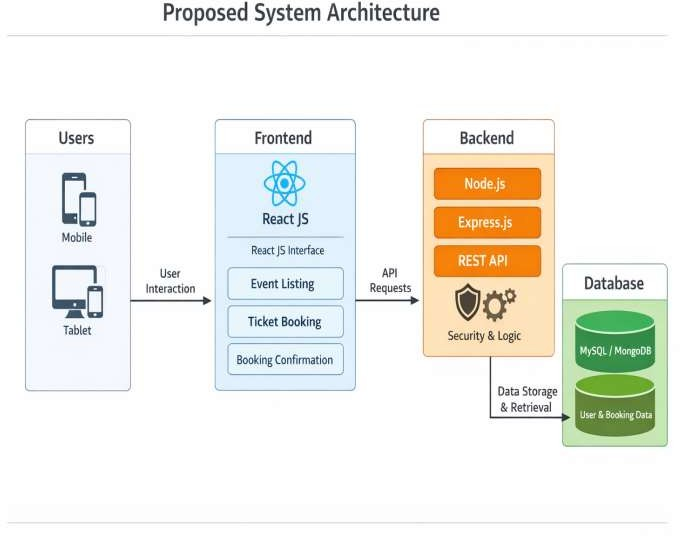 Proposed System Architecture
Users
Mobile
Tablet
User
Interaction
Frontend
React JS
React JS Interface
Event Listing
Ticket Booking
Booking Confirmation
API
Requests
Backend
Node.js
Express.js
REST API
Security & Logic
Data Storage
& Retrieval
Database
MySQL / MongoDB
User & Booking Data